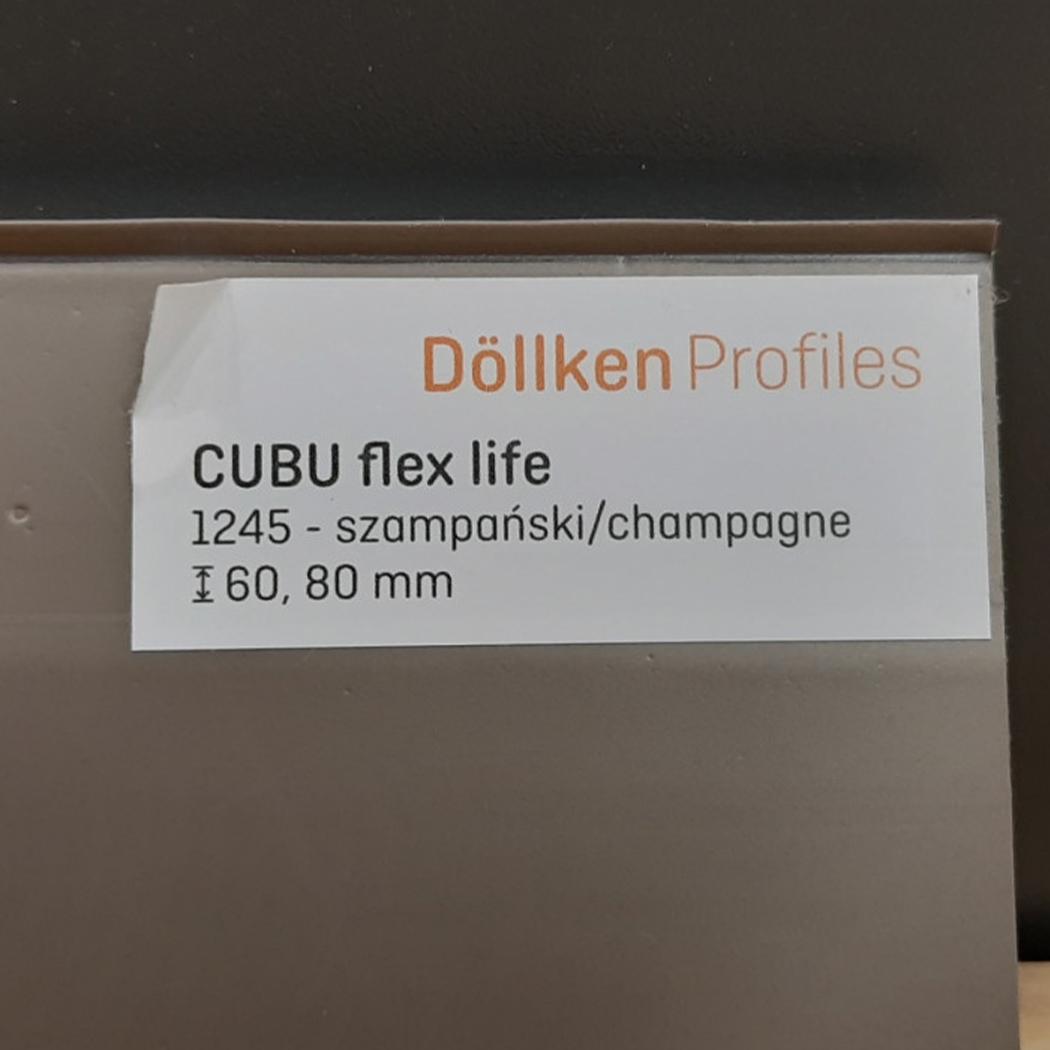 Döllken Profiles
CUBU flex life
1245 - szampański/champagne
60, 80 mm